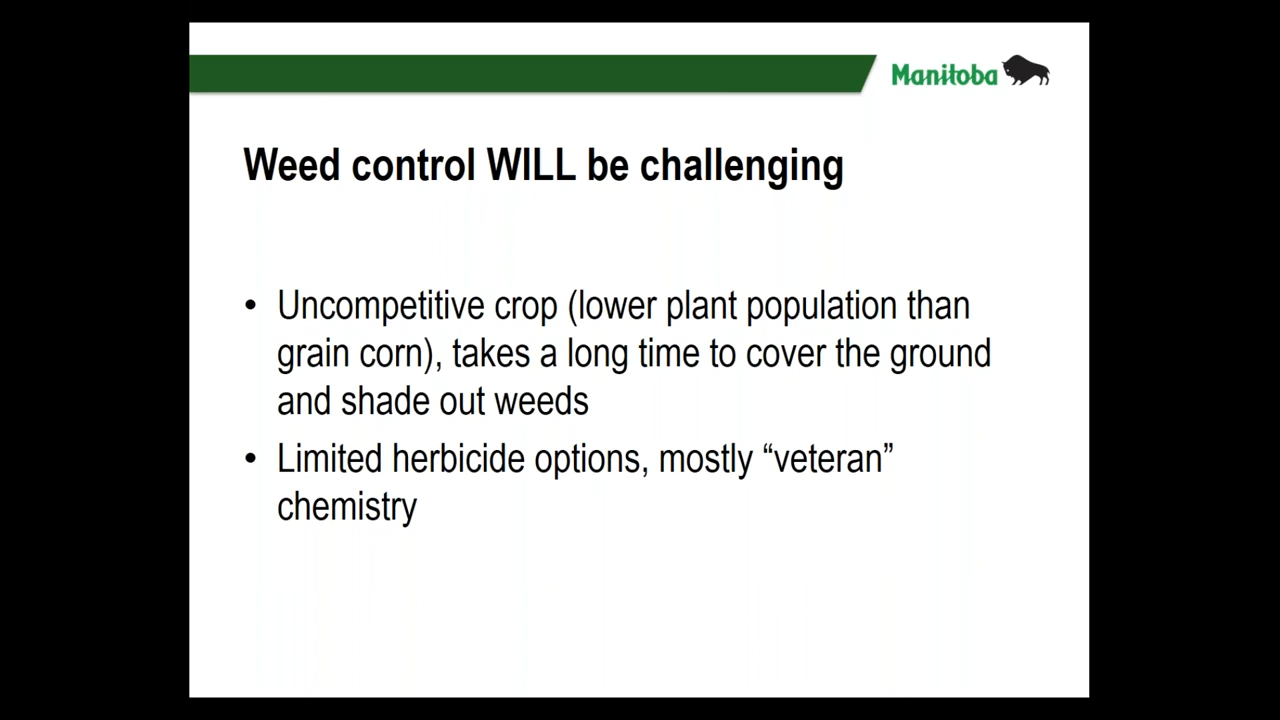 Manitoba
Weed control WILL be challenging
• Uncompetitive crop (lower plant population than
grain corn), takes a long time to cover the ground
and shade out weeds
• Limited herbicide options, mostly “veteran”
chemistry